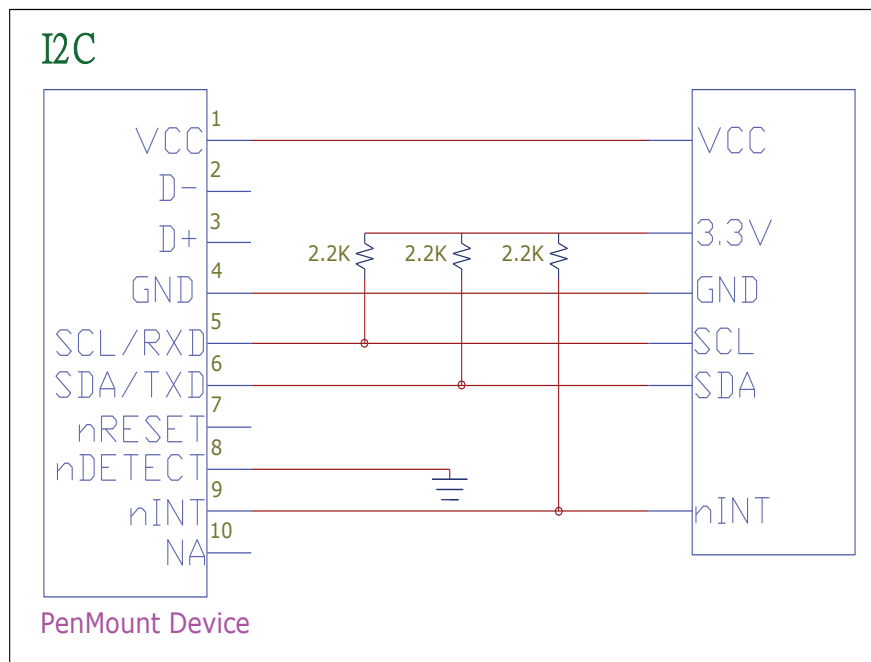 I2C
1
VCC VCC
2
D-
3
D+ 2.2K 2.2K 2.2K 3.3V
4
GND GND
5
SCL/RXD SCL
6
SDA/TXD SDA
7
nRESET
8
nDETECT
9
nINT nINT
10
NA
PenMount Device